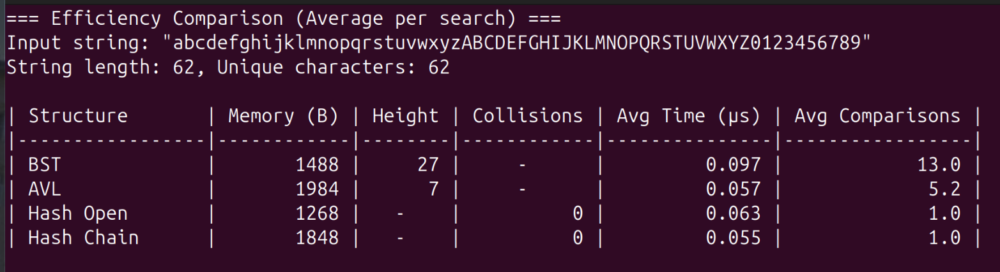 === Efficiency Comparison (Average per search) ===
Input string: "abcdefghijklmnopqrstuvwxyzABCDEFGHIJKLMNOPQRSTUVWXYZ0123456789"
String length: 62, Unique characters: 62

| Structure       | Memory (B) | Height | Collisions | Avg Time (µs) | Avg Comparisons |
|-----------------|------------|--------|------------|---------------|-----------------|
| BST             |       1488 |     27 |     -      |         0.097 |            13.0 |
| AVL             |       1984 |      7 |     -      |         0.057 |             5.2 |
| Hash Open       |       1268 |   -    |          0 |         0.063 |             1.0 |
| Hash Chain      |       1848 |   -    |          0 |         0.055 |             1.0 |